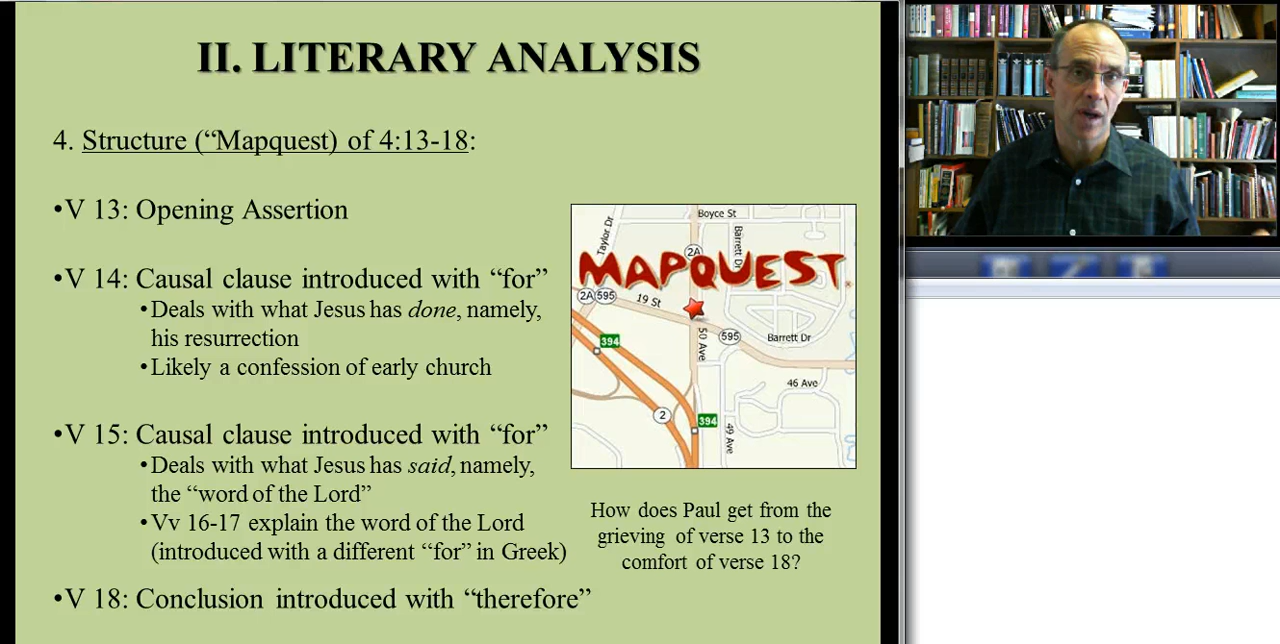 II. LITERARY ANALYSIS
4. Structure (“Mapquest) of 4:13-18:
•V 13: Opening Assertion
•V 14: Causal clause introduced with “for”
•Deals with what Jesus has done, namely,
his resurrection
•Likely a confession of early church
•V 15: Causal clause introduced with “for”
•Deals with what Jesus has said, namely,
the “word of the Lord”
•Vv 16-17 explain the word of the Lord
(introduced with a different “for” in Greek)
•V 18: Conclusion introduced with “therefore”
Boyce St
Taylor Dr
Barrett Dr
2A
MAPQUEST
2A 595
19 St
50 Ave
595
Barrett Dr
394
46 Ave
2
394
49 Ave
How does Paul get from the
grieving of verse 13 to the
comfort of verse 18?